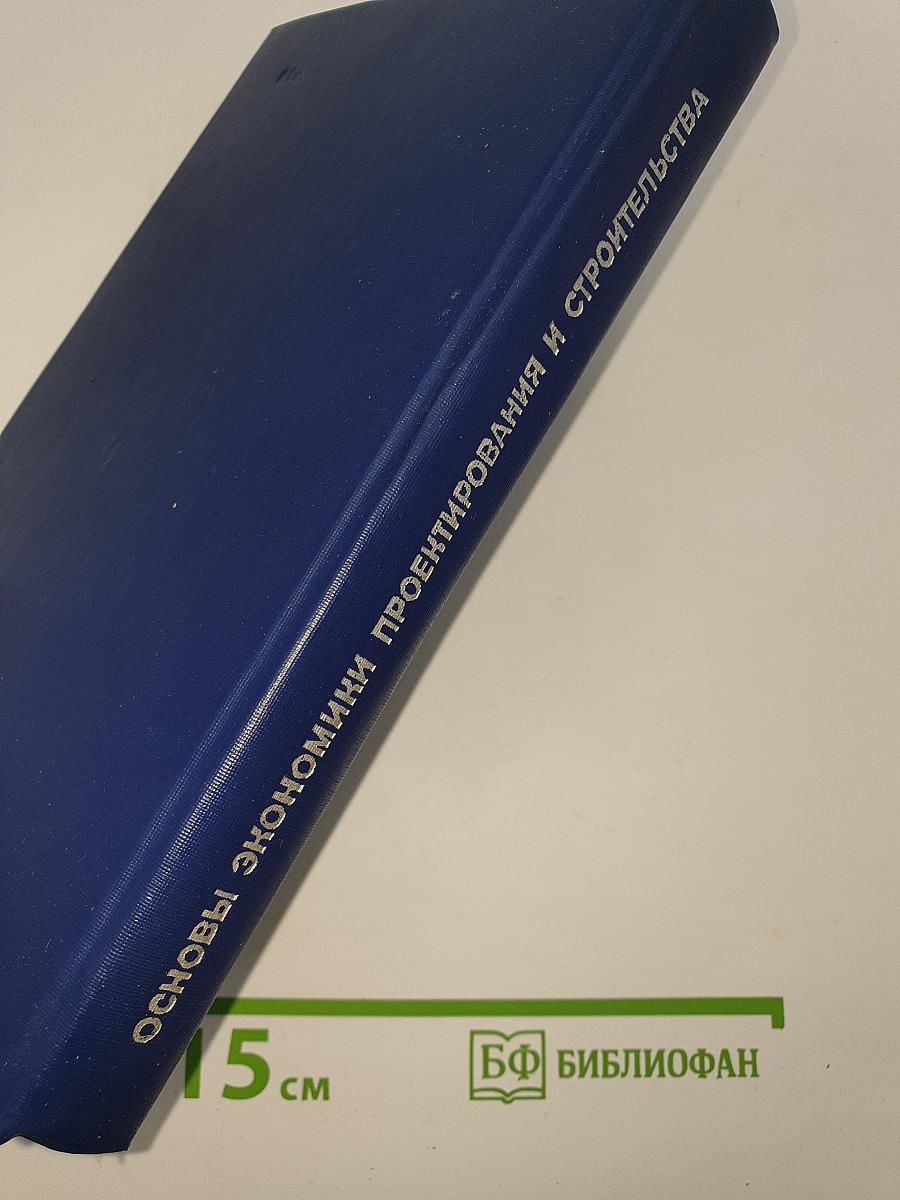 ОСНОВЫ ЭКОНОМИКИ ПРОЕКТИРОВАНИЯ И СТРОИТЕЛЬСТВА
15 см
БФ БИБЛИОФАН